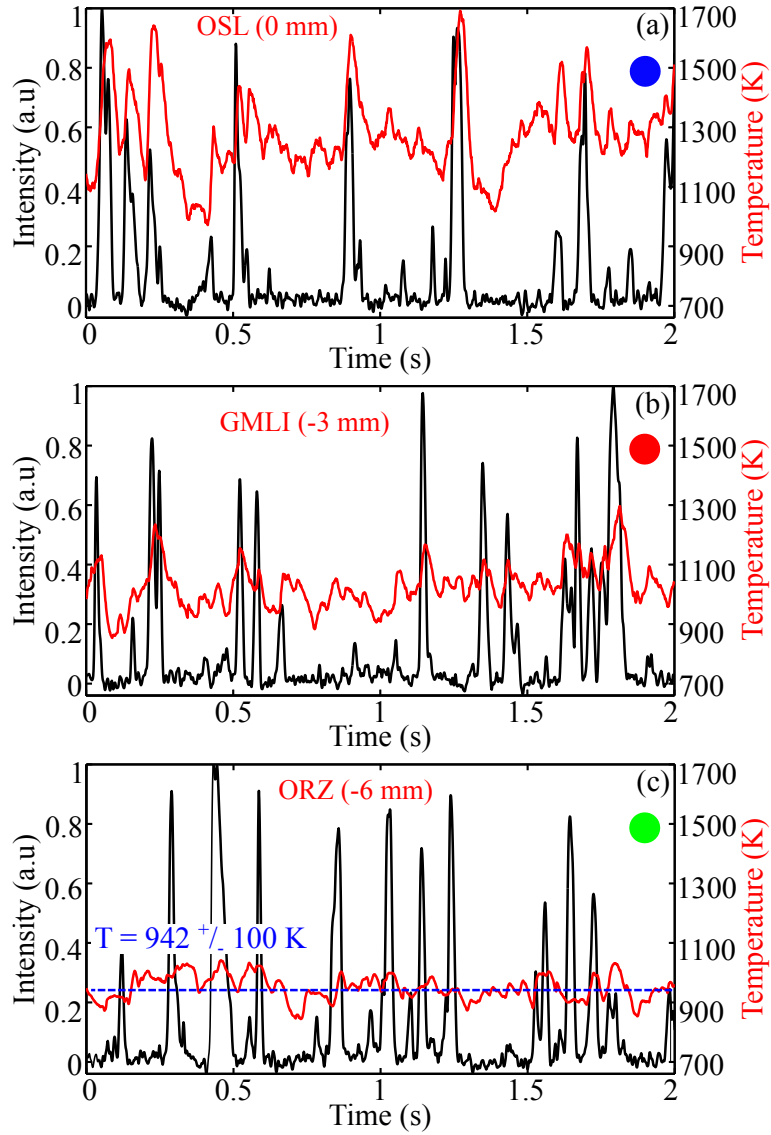 (a)
OSL (0 mm)
Intensity (a.u)
1
0.8
0.6
0.4
0.2
0
Temperature (K)
1700
1500
1300
1100
900
700
0 0.5 1 1.5 2
Time (s)
(b)
GMLI (-3 mm)
Intensity (a.u)
1
0.8
0.6
0.4
0.2
0
Temperature (K)
1700
1500
1300
1100
900
700
0 0.5 1 1.5 2
Time (s)
(c)
ORZ (-6 mm)
T = 942 +/- 100 K
Intensity (a.u)
1
0.8
0.6
0.4
0.2
0
Temperature (K)
1700
1500
1300
1100
900
700
0 0.5 1 1.5 2
Time (s)